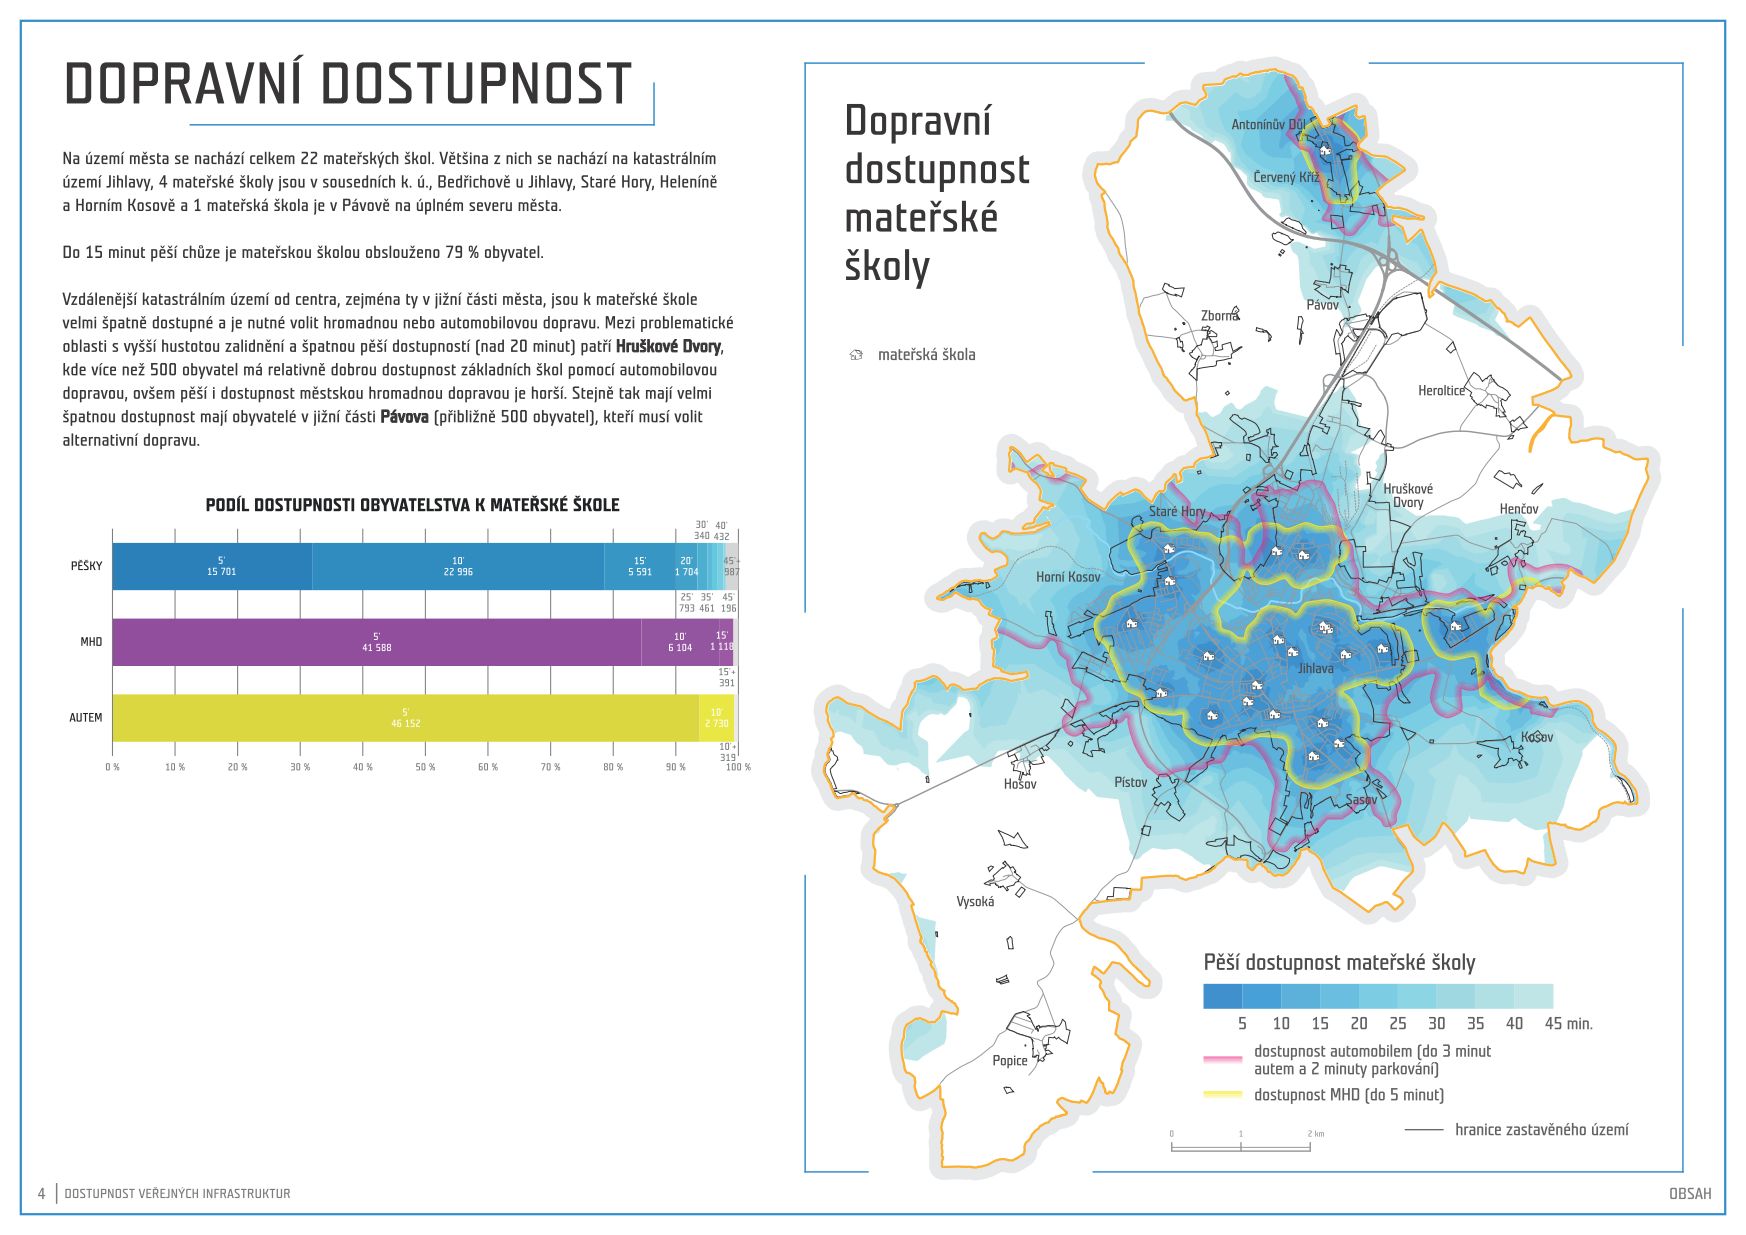 DOPRAVNÍ DOSTUPNOST
Na území města se nachází celkem 22 mateřských škol. Většina z nich se nachází na katastrálním
území Jihlavy, 4 mateřské školy jsou v sousedních k. ú., Bedřichově u Jihlavy, Staré Hory, Heleníně
a Horním Kosově a 1 mateřská škola je v Pávově na úplném severu města.
Do 15 minut pěší chůze je mateřskou školou obslouženo 79 % obyvatel.
Vzdálenější katastrálním území od centra, zejména ty v jižní části města, jsou k mateřské škole
velmi špatně dostupné a je nutné volit hromadnou nebo automobilovou dopravu. Mezi problematické
oblasti s vyšší hustotou zalidnění a špatnou pěší dostupností (nad 20 minut) patří Hruškové Dvory,
kde více než 500 obyvatel má relativně dobrou dostupnost základních škol pomocí automobilovou
dopravou, ovšem pěší i dostupnost městskou hromadnou dopravou je horší. Stejně tak mají velmi
špatnou dostupnost mají obyvatelé v jižní části Pávova (přibližně 500 obyvatel), kteří musí volit
alternativní dopravu.
PODÍL DOSTUPNOSTI OBYVATELSTVA K MATEŘSKÉ ŠKOLE
30' 40'
340 432
PĚŠKY
5' 10' 15' 20' 45'+
15 701 22 996 5 591 1 704 987
25' 35' 45'
793 461 196
MHD
5' 10' 15'
41 588 6 104 1 118
15'+
391
AUTEM
5' 10'
46 152 2 730
10'+
319
0 % 10 % 20 % 30 % 40 % 50 % 60 % 70 % 80 % 90 % 100 %
4 DOSTUPNOST VEŘEJNÝCH INFRASTRUKTUR
Dopravní
dostupnost
mateřské
školy
mateřská škola
Antonínův Důl
Červený Kříž
Pávov
Zborná
Heroltice
Hruškové
Dvory
Henčov
Staré Hory
Horní Kosov
Jihlava
Kosov
Hosov
Pístov
Sasov
Vysoká
Popice
Pěší dostupnost mateřské školy
5 10 15 20 25 30 35 40 45 min.
dostupnost automobilem (do 3 minut
autem a 2 minuty parkování)
dostupnost MHD (do 5 minut)
0 1 2 km
hranice zastavěného území
OBSAH